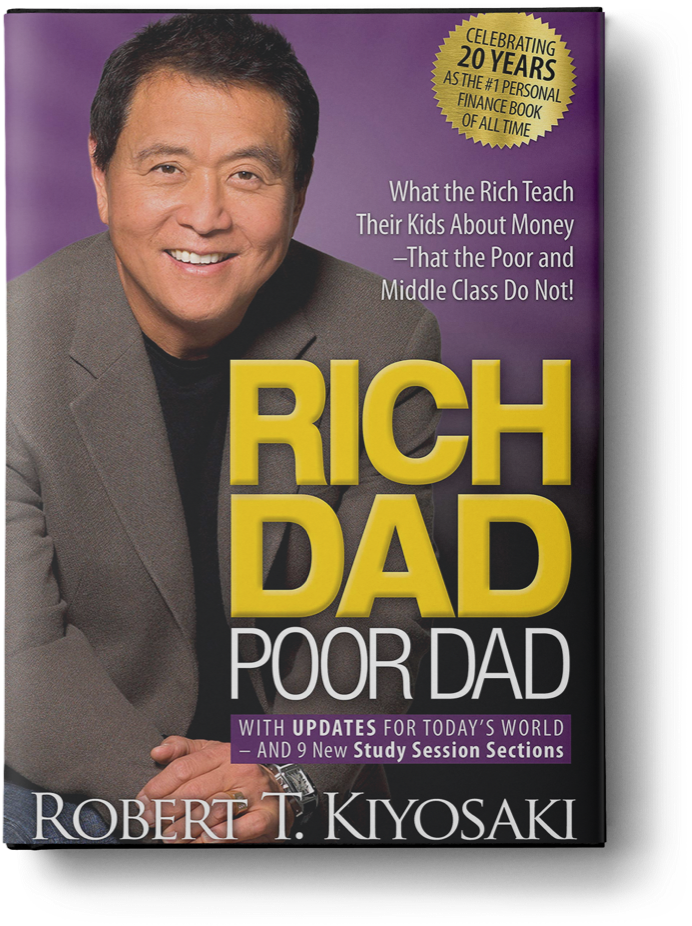 CELEBRATING
20 YEARS
AS THE #1 PERSONAL
FINANCE BOOK
OF ALL TIME
What the Rich Teach
Their Kids About Money
–That the Poor and
Middle Class Do Not!
RICH
DAD
POOR DAD
WITH UPDATES FOR TODAY'S WORLD
– AND 9 New Study Session Sections
ROBERT T. KIYOSAKI